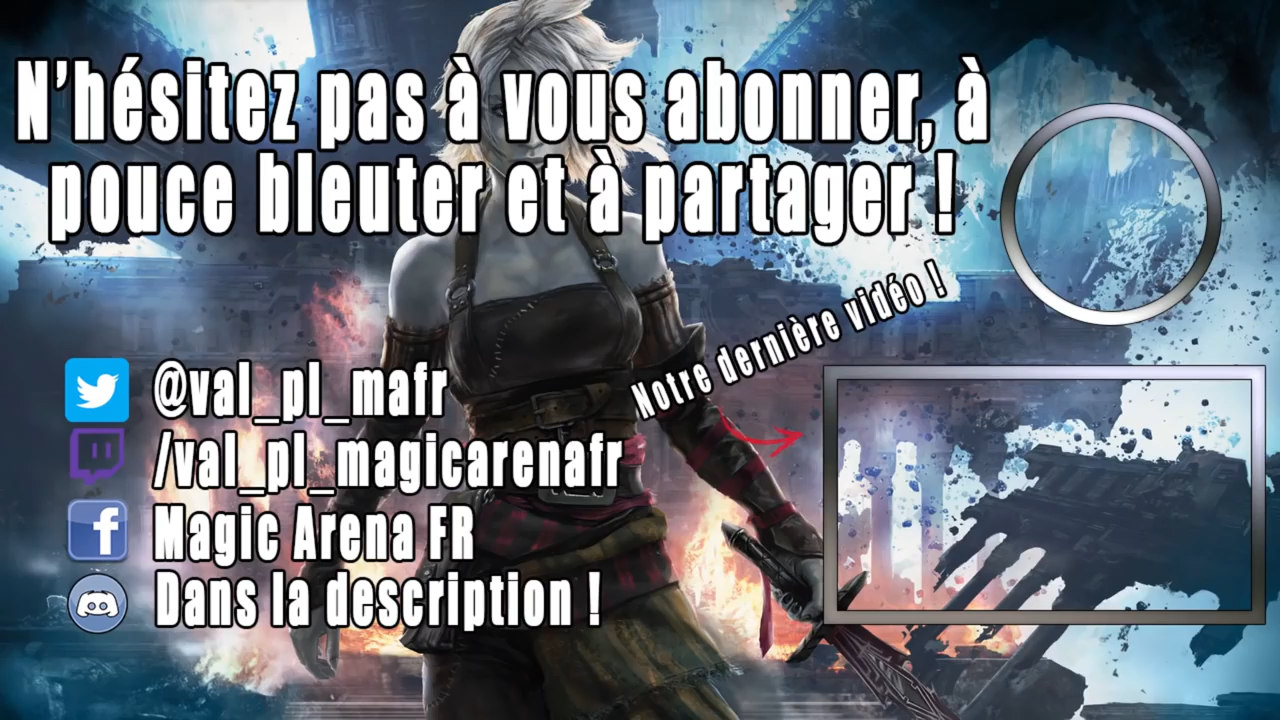 N'hésitez pas à vous abonner, à
pouce bleuter et à partager !
Notre dernière vidéo !
@val_pl_mafr
/val_pl_magicarenafr
Magic Arena FR
Dans la description !